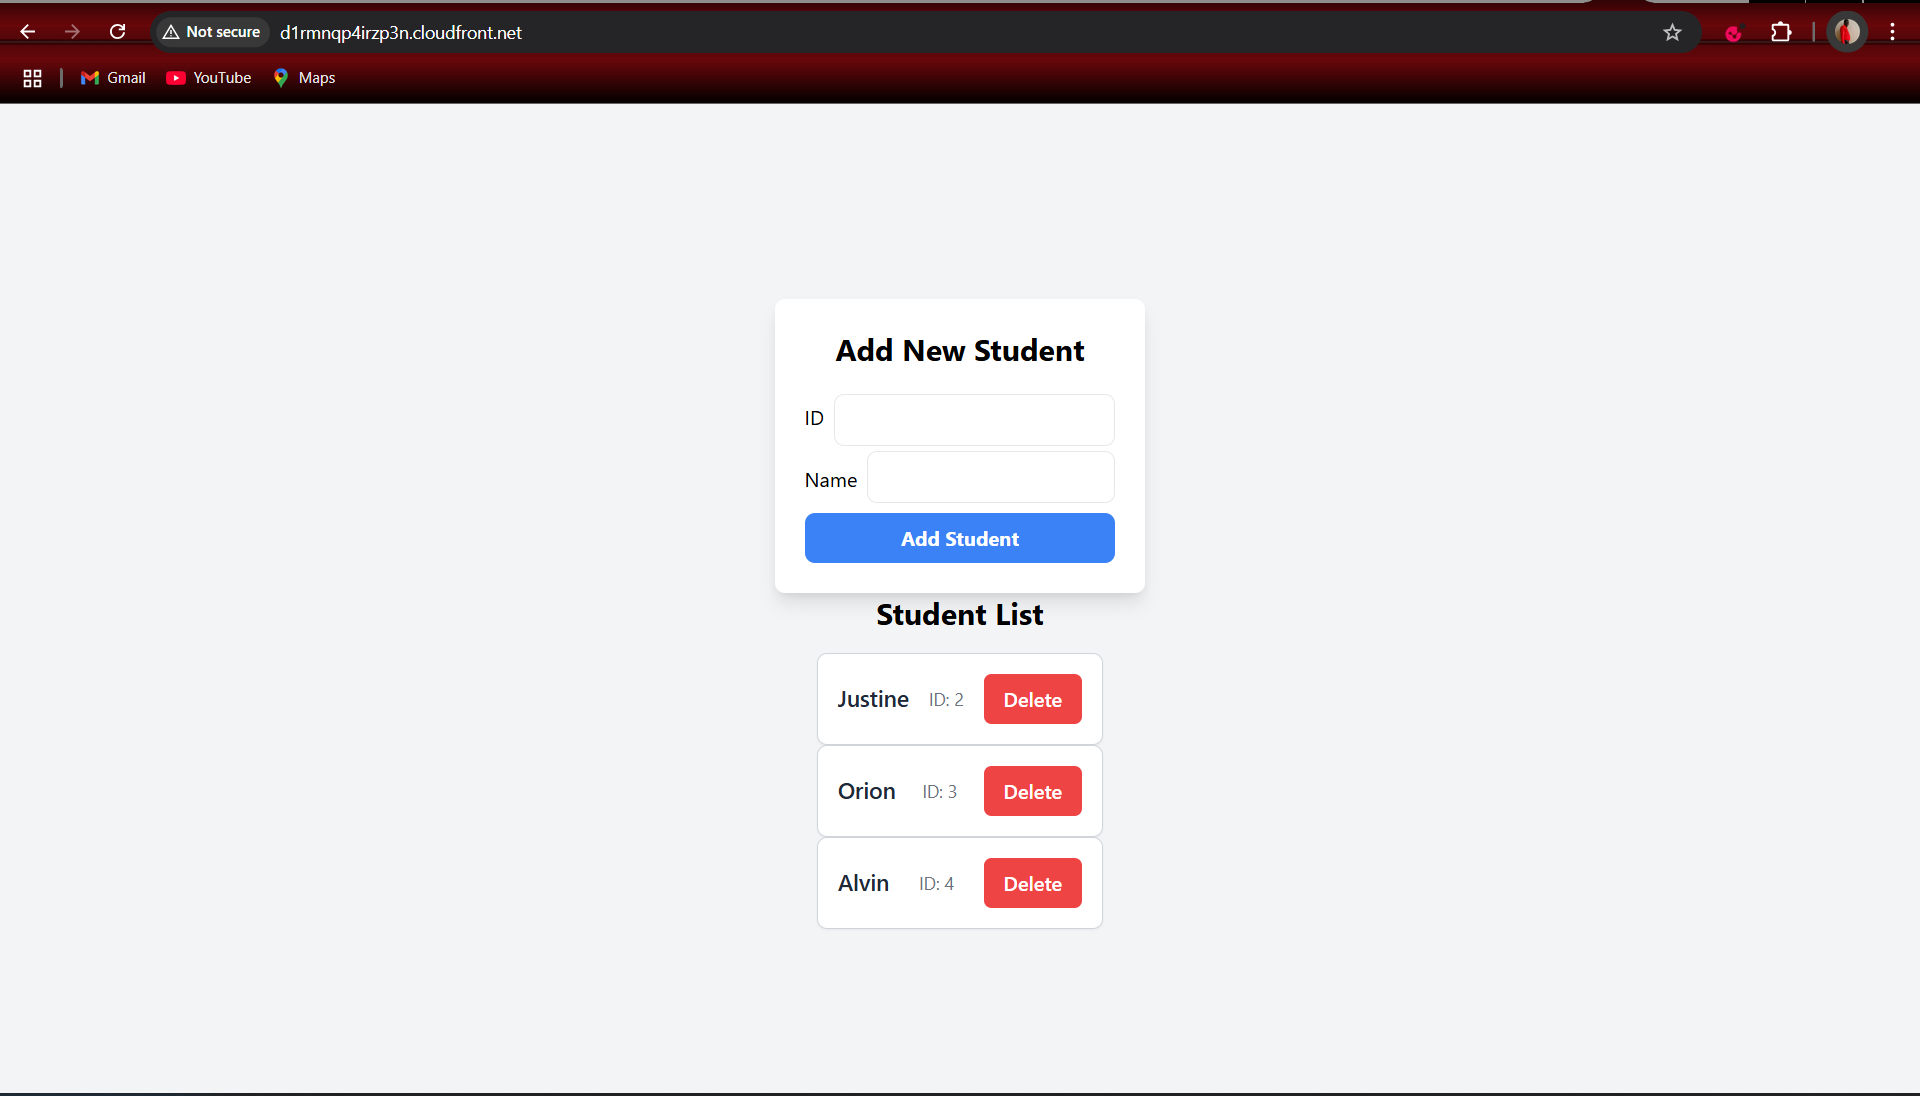 Not secure d1rmnqp4irzp3n.cloudfront.net
Gmail YouTube Maps
Add New Student
ID
Name
Add Student
Student List
Justine ID: 2 Delete
Orion ID: 3 Delete
Alvin ID: 4 Delete